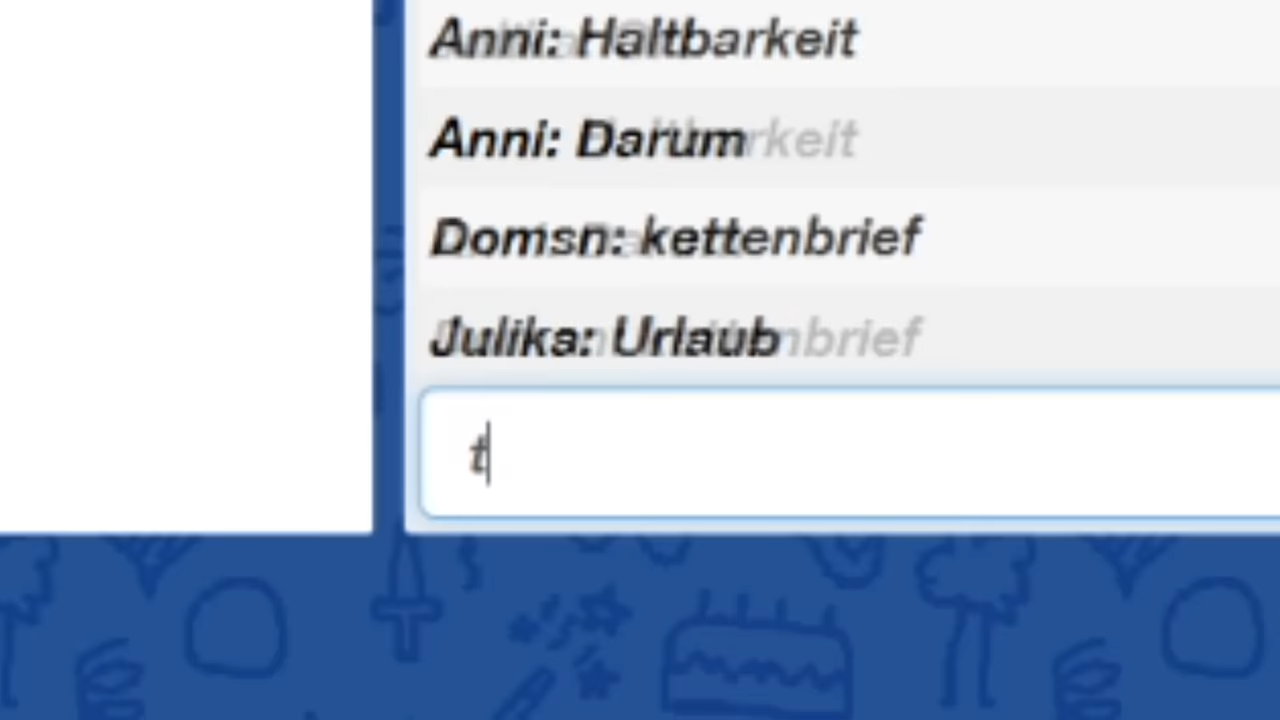 Anni: Haltbarkeit
Anni: Darum
Domsn: kettenbrief
Julika: Urlaub
t